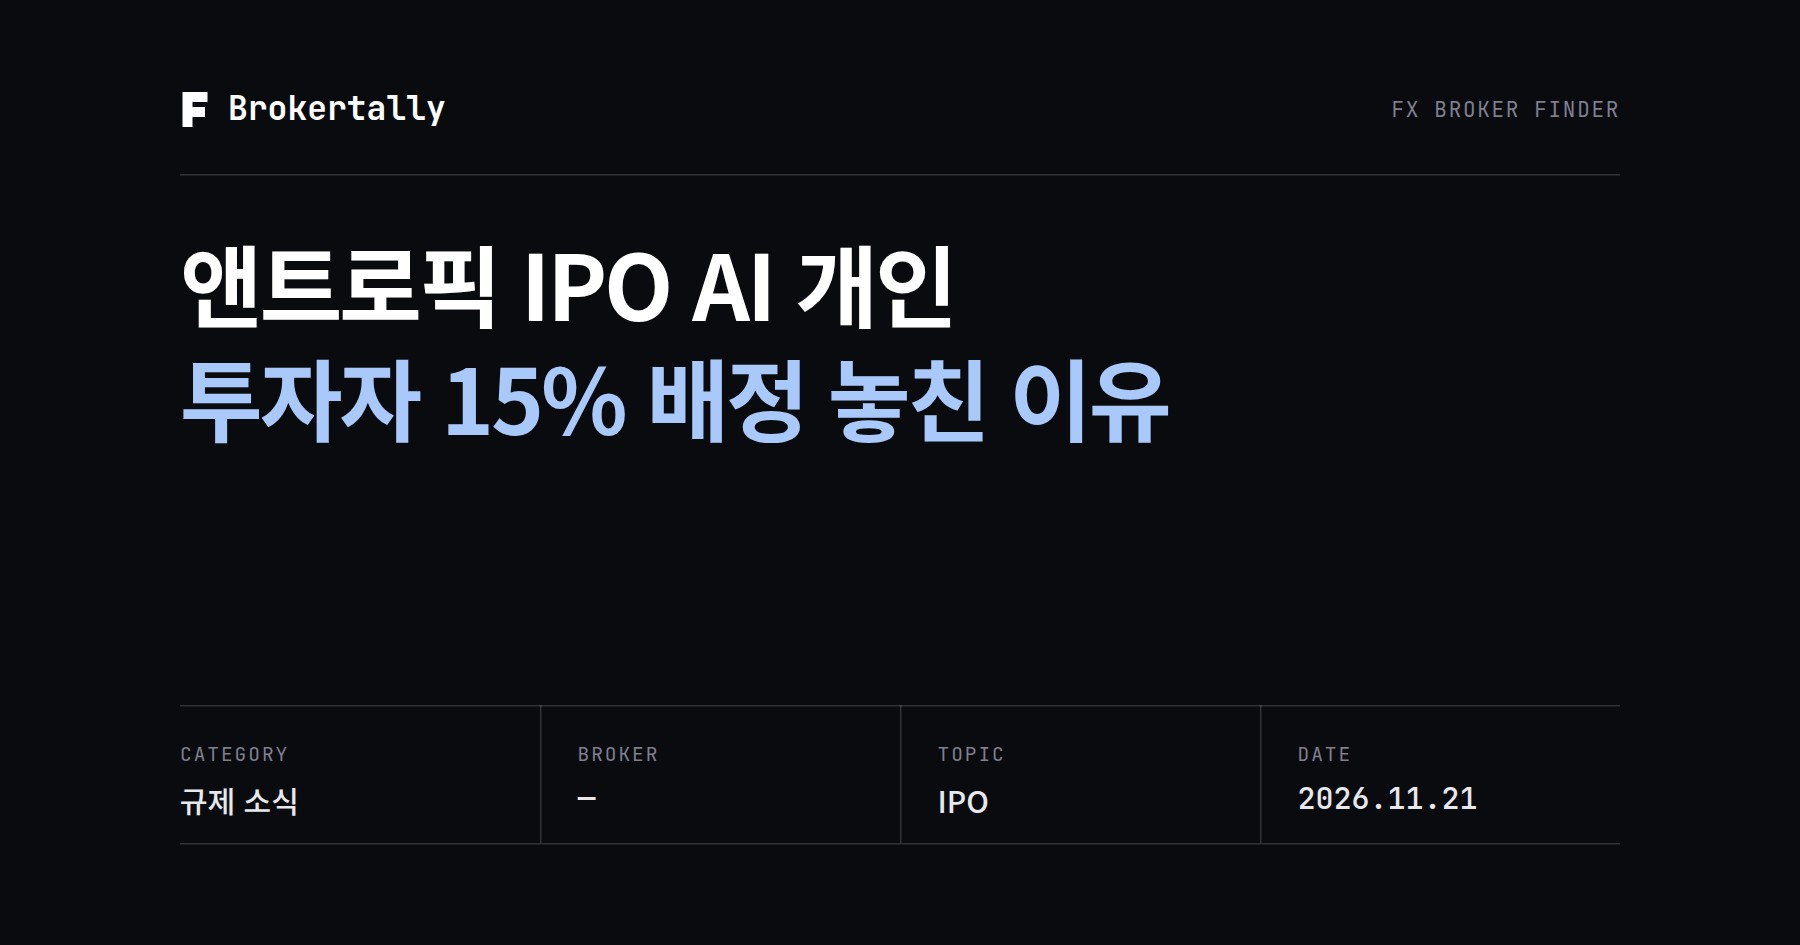 Brokertally
FX BROKER FINDER
앤트로픽 IPO AI 개인
투자자 15% 배정 놓친 이유
CATEGORY
규제 소식
BROKER
—
TOPIC
IPO
DATE
2026.11.21